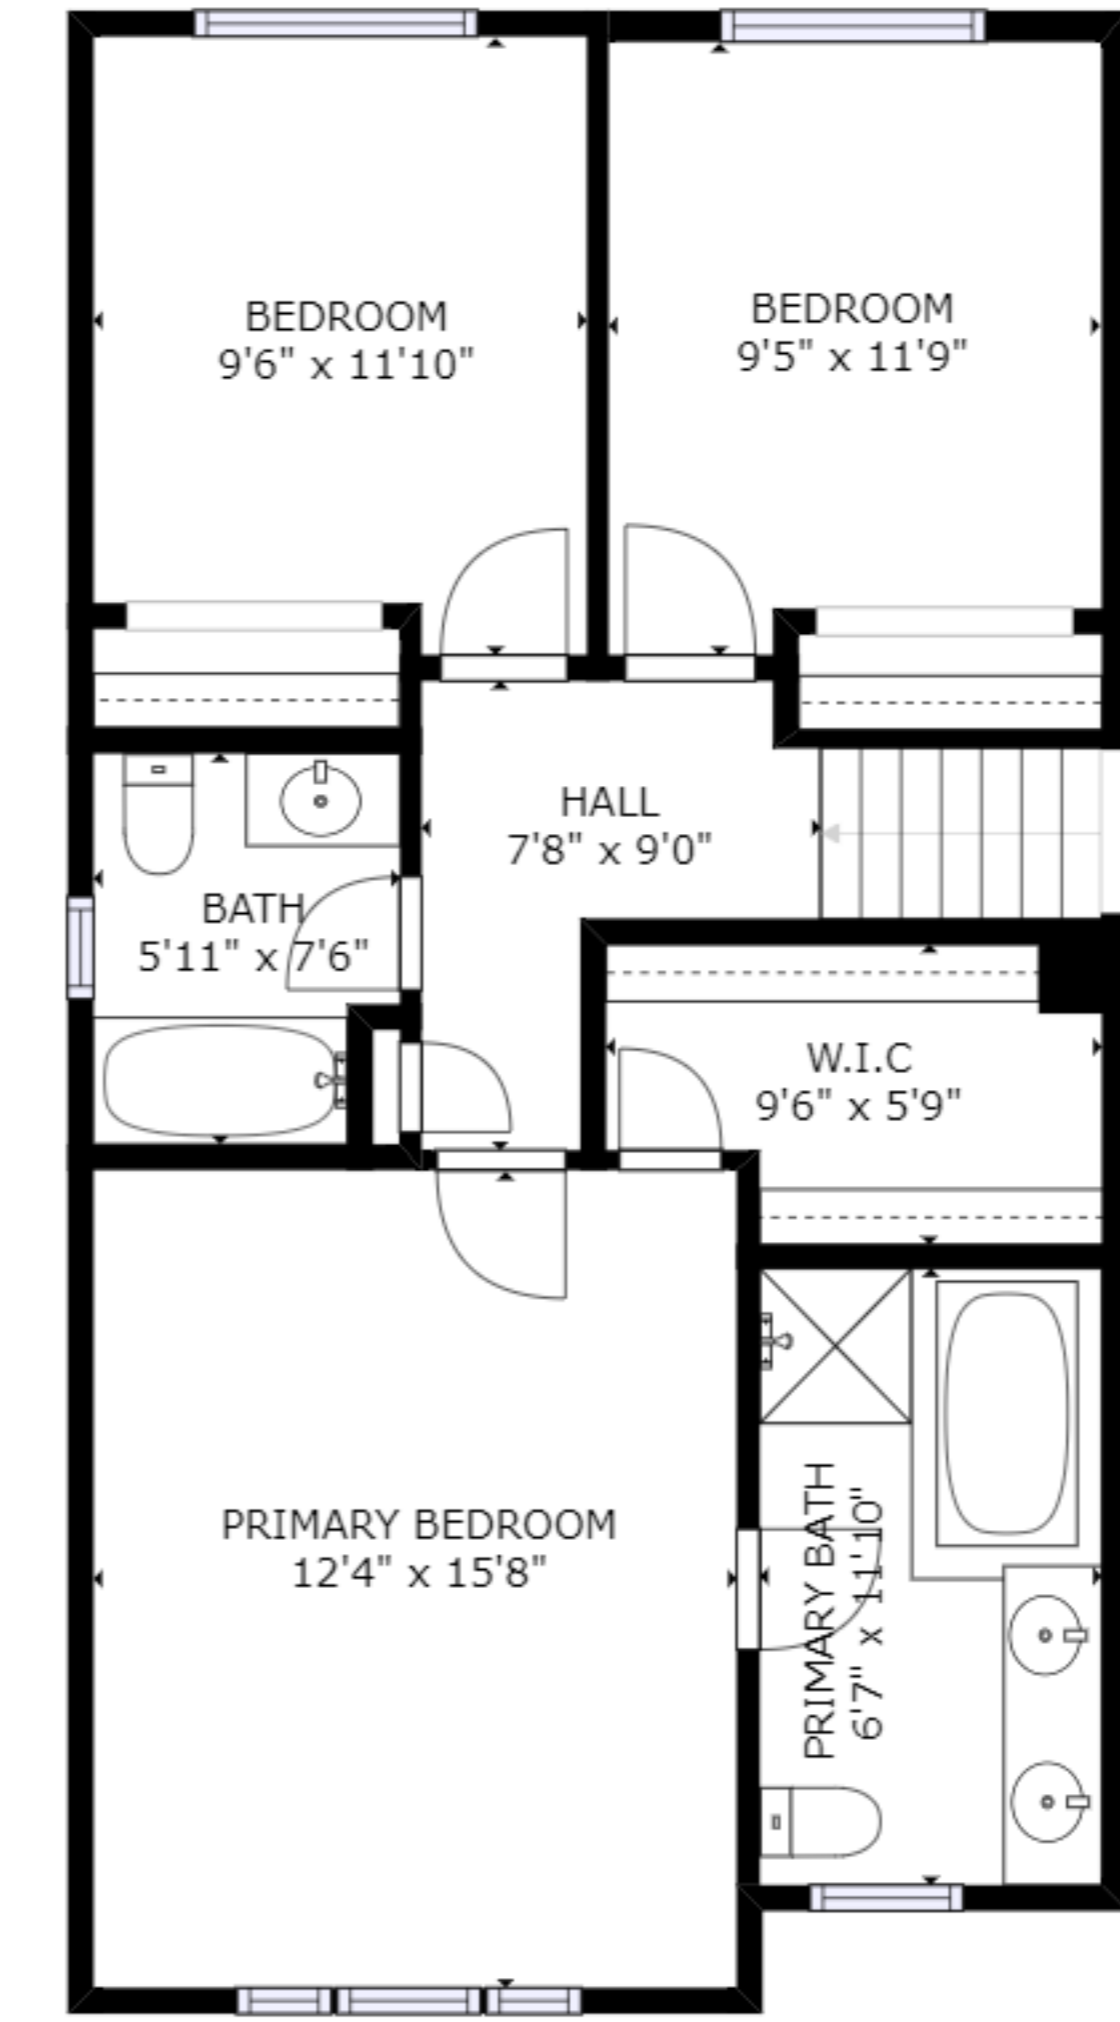 BEDROOM
9'6" x 11'10"
BEDROOM
9'5" x 11'9"
HALL
7'8" x 9'0"
BATH
5'11" x 7'6"
W.I.C
9'6" x 5'9"
PRIMARY BEDROOM
12'4" x 15'8"
PRIMARY BATH
6'7" x 11'10"